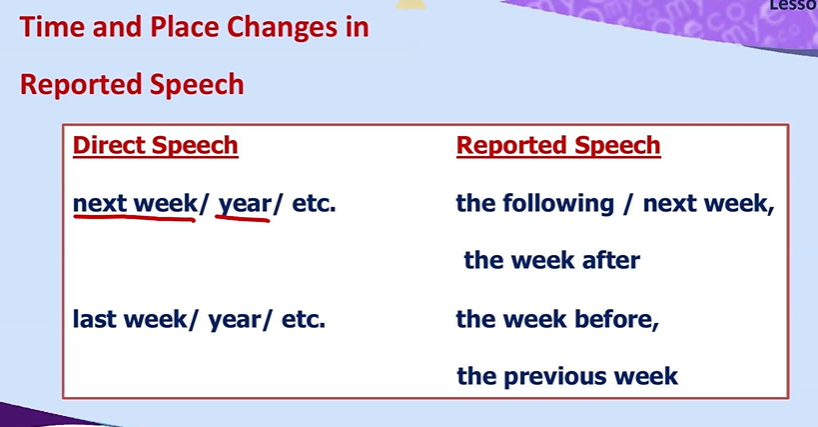 Lesso
Time and Place Changes in
Reported Speech
Direct Speech Reported Speech
next week/ year/ etc. the following / next week,
the week after
last week/ year/ etc. the week before,
the previous week